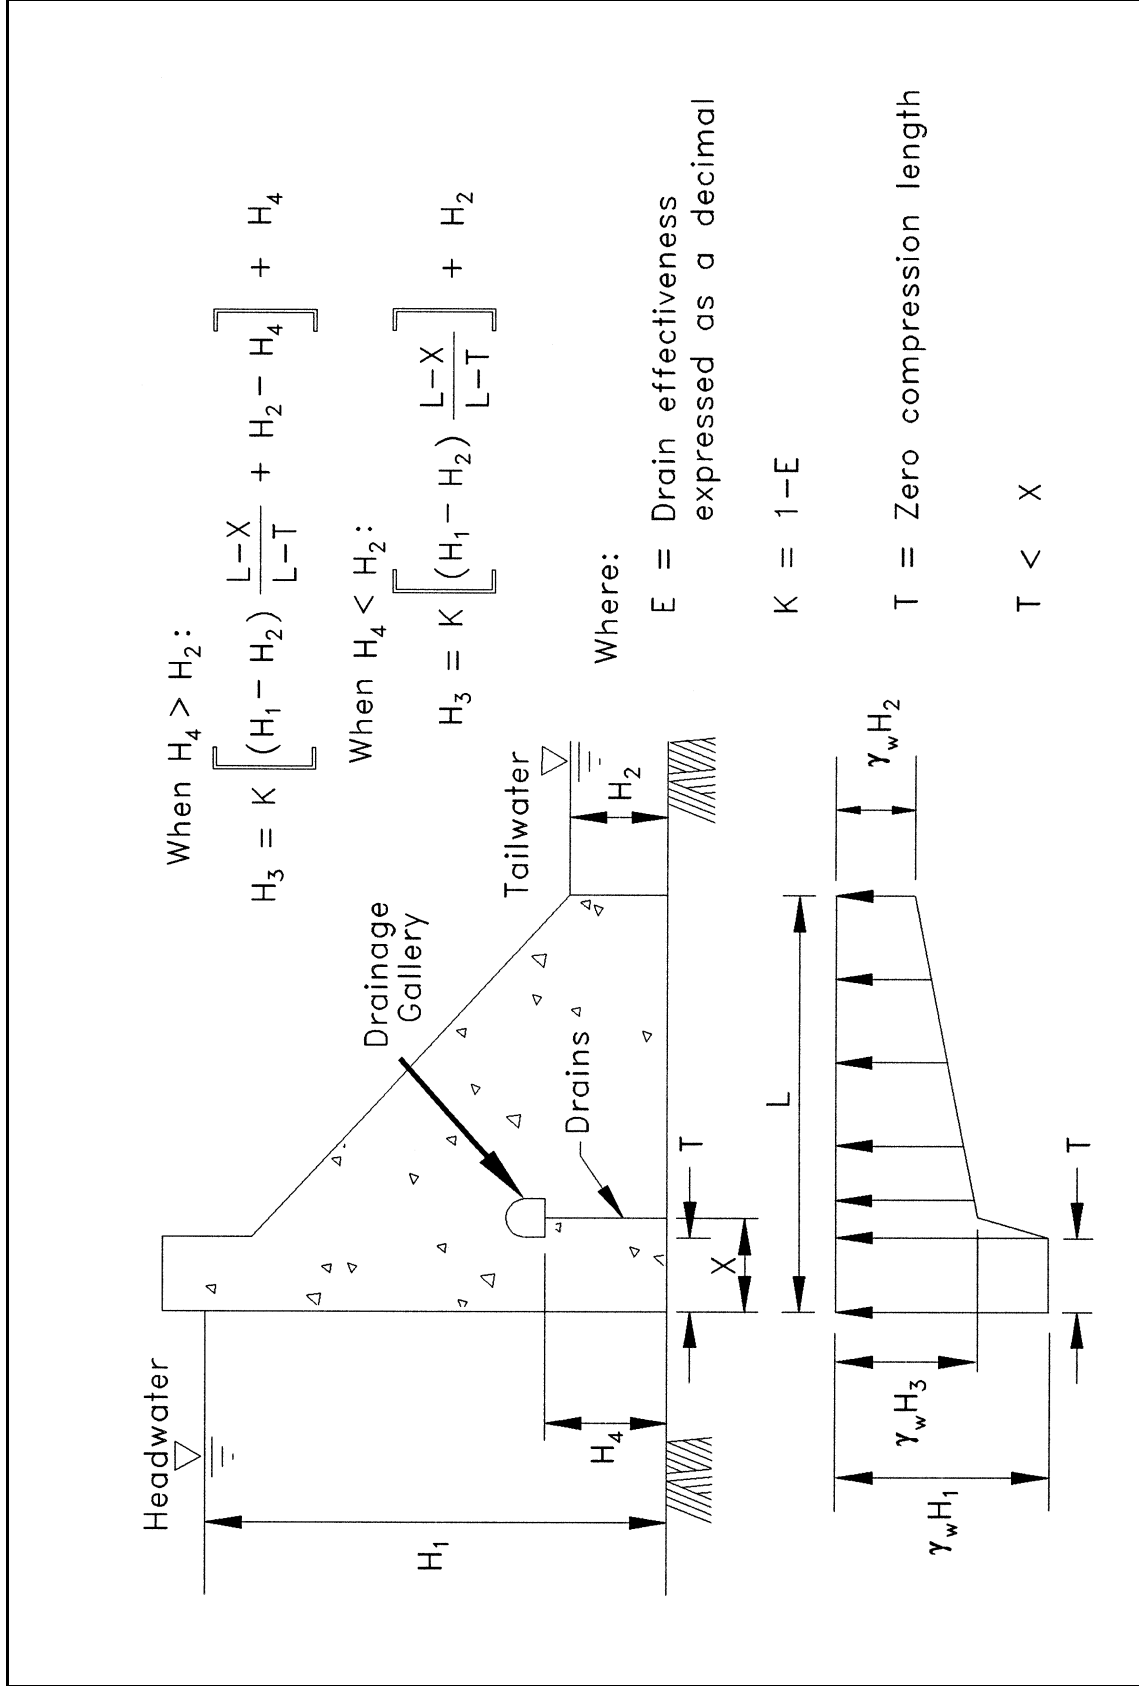 When H₄ > H₂:
H₃ = K [ (H₁ – H₂) L–X / L–T + H₂ – H₄ ] + H₄
When H₄ < H₂:
H₃ = K [ (H₁ – H₂) L–X / L–T ] + H₂
Where:
E = Drain effectiveness
expressed as a decimal
K = 1–E
T = Zero compression length
T < X
Headwater
Drainage
Gallery
Tailwater
H₁
H₄
H₂
Drains
X
T
L
γwH₁
γwH₃
γwH₂
T